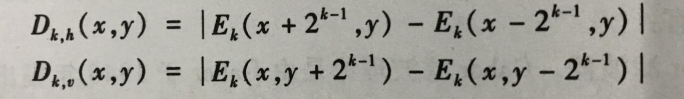 D_{k,h}(x,y) = |E_k(x + 2^{k-1},y) - E_k(x - 2^{k-1},y)|
D_{k,v}(x,y) = |E_k(x,y + 2^{k-1}) - E_k(x,y - 2^{k-1})|